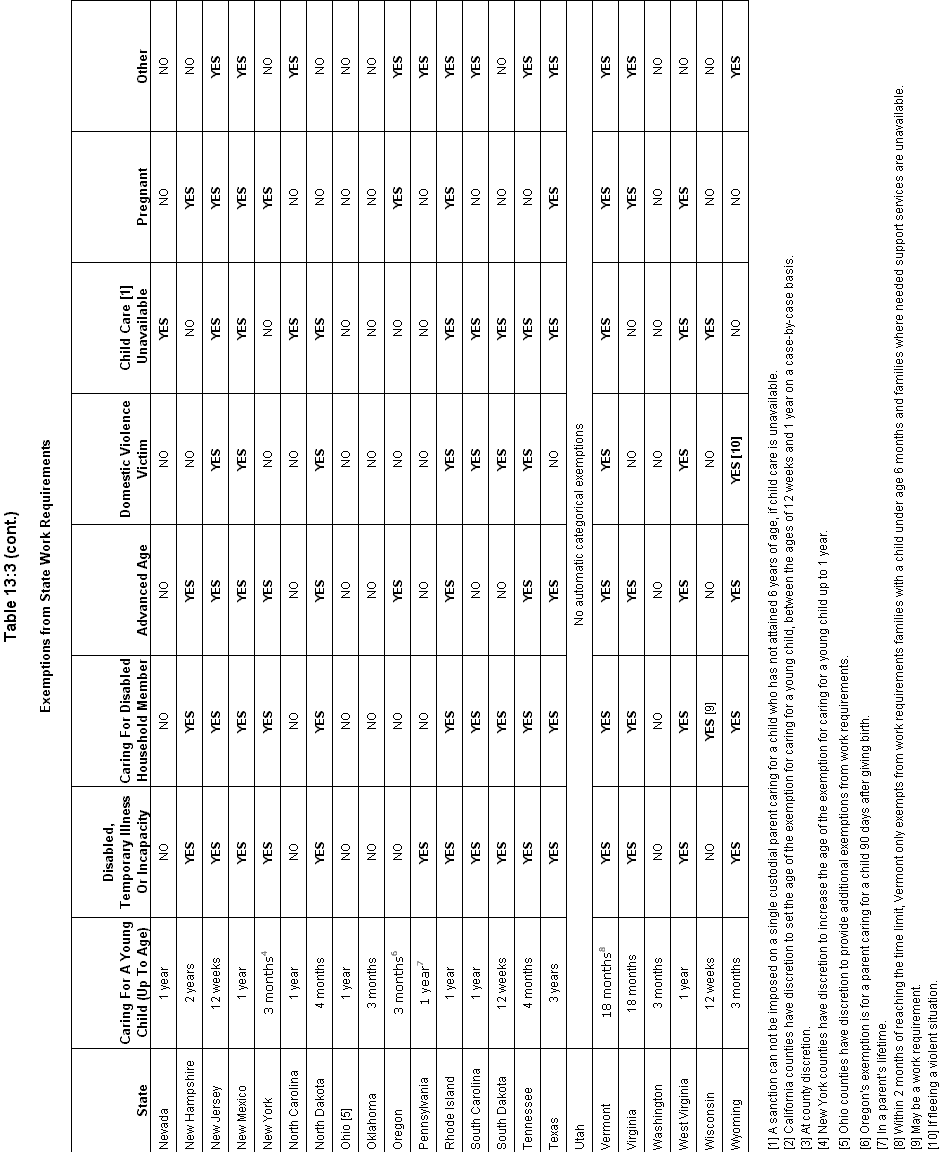 Table 13:3 (cont.)
Exemptions from State Work Requirements
State Caring For A Young Child (Up To Age) Disabled, Temporary Illness Or Incapacity Caring For Disabled Household Member Advanced Age Domestic Violence Victim Child Care [1] Unavailable Pregnant Other
Nevada 1 year NO NO NO NO YES NO NO
New Hampshire 2 years YES YES YES NO NO YES NO
New Jersey 12 weeks YES YES YES YES YES YES YES
New Mexico 1 year YES YES YES YES YES YES YES
New York 3 months⁴ YES YES YES NO NO YES NO
North Carolina 1 year NO NO NO NO YES NO YES
North Dakota 4 months YES YES YES YES YES NO NO
Ohio [5] 1 year NO NO NO NO NO NO NO
Oklahoma 3 months NO NO NO NO NO NO NO
Oregon 3 months⁶ NO NO YES NO NO YES YES
Pennsylvania 1 year⁷ YES NO NO NO NO NO YES
Rhode Island 1 year YES YES YES YES YES YES YES
South Carolina 1 year YES YES NO YES YES NO YES
South Dakota 12 weeks YES YES NO YES YES NO NO
Tennessee 4 months YES YES YES YES YES NO YES
Texas 3 years YES YES YES NO YES YES YES
Utah No automatic categorical exemptions
Vermont 18 months⁸ YES YES YES YES YES YES YES
Virginia 18 months YES YES YES NO NO YES YES
Washington 3 months NO NO NO NO NO NO NO
West Virginia 1 year YES YES YES YES YES YES NO
Wisconsin 12 weeks NO YES [9] NO NO YES NO NO
Wyoming 3 months YES YES YES YES [10] NO NO YES
[1] A sanction can not be imposed on a single custodial parent caring for a child who has not attained 6 years of age, if child care is unavailable.
[2] California counties have discretion to set the age of the exemption for caring for a young child, between the ages of 12 weeks and 1 year on a case-by-case basis.
[3] At county discretion.
[4] New York counties have discretion to increase the age of the exemption for caring for a young child up to 1 year.
[5] Ohio counties have discretion to provide additional exemptions from work requirements.
[6] Oregon's exemption is for a parent caring for a child 90 days after giving birth.
[7] In a parent's lifetime.
[8] Within 2 months of reaching the time limit, Vermont only exempts from work requirements families with a child under age 6 months and families where needed support services are unavailable.
[9] May be a work requirement.
[10] If fleeing a violent situation.